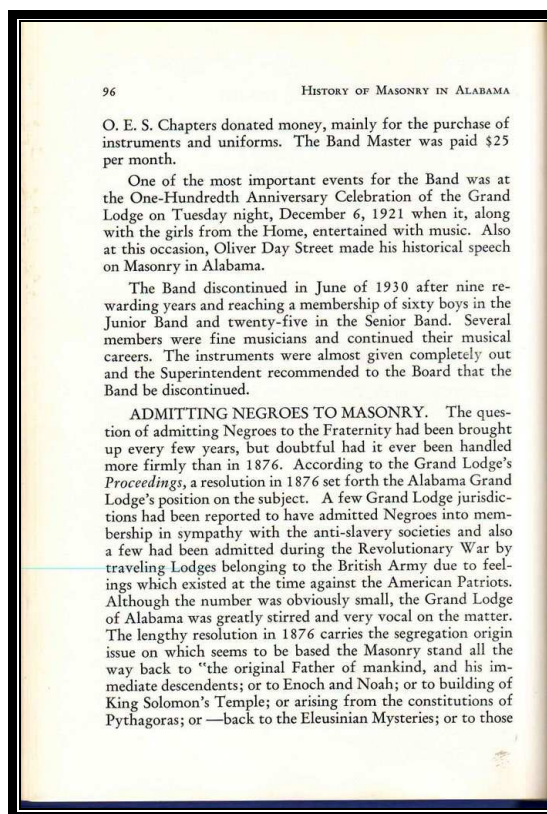 96 HISTORY OF MASONRY IN ALABAMA
O. E. S. Chapters donated money, mainly for the purchase of
instruments and uniforms. The Band Master was paid $25
per month.
One of the most important events for the Band was at
the One-Hundredth Anniversary Celebration of the Grand
Lodge on Tuesday night, December 6, 1921 when it, along
with the girls from the Home, entertained with music. Also
at this occasion, Oliver Day Street made his historical speech
on Masonry in Alabama.
The Band discontinued in June of 1930 after nine re-
warding years and reaching a membership of sixty boys in the
Junior Band and twenty-five in the Senior Band. Several
members were fine musicians and continued their musical
careers. The instruments were almost given completely out
and the Superintendent recommended to the Board that the
Band be discontinued.
ADMITTING NEGROES TO MASONRY. The ques-
tion of admitting Negroes to the Fraternity had been brought
up every few years, but doubtful had it ever been handled
more firmly than in 1876. According to the Grand Lodge's
Proceedings, a resolution in 1876 set forth the Alabama Grand
Lodge's position on the subject. A few Grand Lodge jurisdic-
tions had been reported to have admitted Negroes into mem-
bership in sympathy with the anti-slavery societies and also
a few had been admitted during the Revolutionary War by
traveling Lodges belonging to the British Army due to feel-
ings which existed at the time against the American Patriots.
Although the number was obviously small, the Grand Lodge
of Alabama was greatly stirred and very vocal on the matter.
The lengthy resolution in 1876 carries the segregation origin
issue on which seems to be based the Masonry stand all the
way back to "the original Father of mankind, and his im-
mediate descendents; or to Enoch and Noah; or to building of
King Solomon's Temple; or arising from the constitutions of
Pythagoras; or —back to the Eleusinian Mysteries; or to those